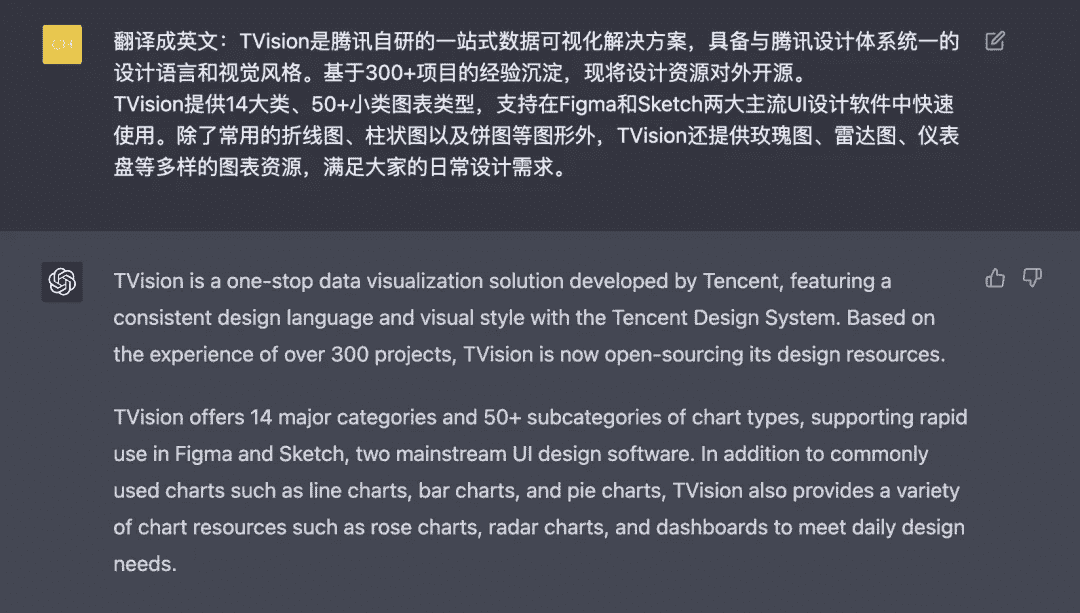 翻译成英文：TVision是腾讯自研的一站式数据可视化解决方案，具备与腾讯设计体系统一的
设计语言和视觉风格。基于300+项目的经验沉淀，现将设计资源对外开源。
TVision提供14大类、50+小类图表类型，支持在Figma和Sketch两大主流UI设计软件中快速
使用。除了常用的折线图、柱状图以及饼图等图形外，TVision还提供玫瑰图、雷达图、仪表
盘等多样的图表资源，满足大家的日常设计需求。
TVision is a one-stop data visualization solution developed by Tencent, featuring a
consistent design language and visual style with the Tencent Design System. Based on
the experience of over 300 projects, TVision is now open-sourcing its design resources.
TVision offers 14 major categories and 50+ subcategories of chart types, supporting rapid
use in Figma and Sketch, two mainstream UI design software. In addition to commonly
used charts such as line charts, bar charts, and pie charts, TVision also provides a variety
of chart resources such as rose charts, radar charts, and dashboards to meet daily design
needs.